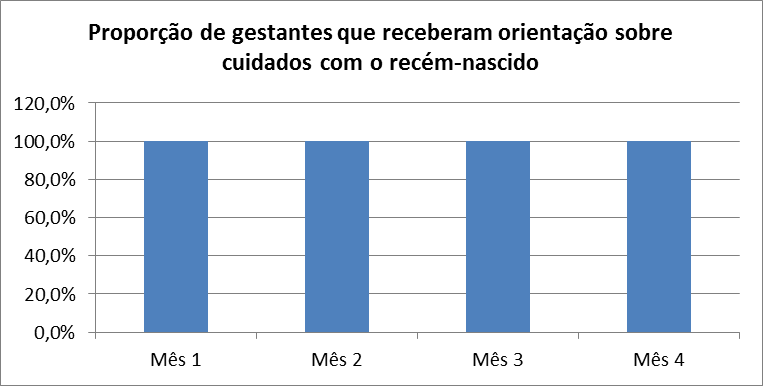 Proporção de gestantes que receberam orientação sobre
cuidados com o recém-nascido
120,0%
100,0%
80,0%
60,0%
40,0%
20,0%
0,0%
Mês 1 Mês 2 Mês 3 Mês 4